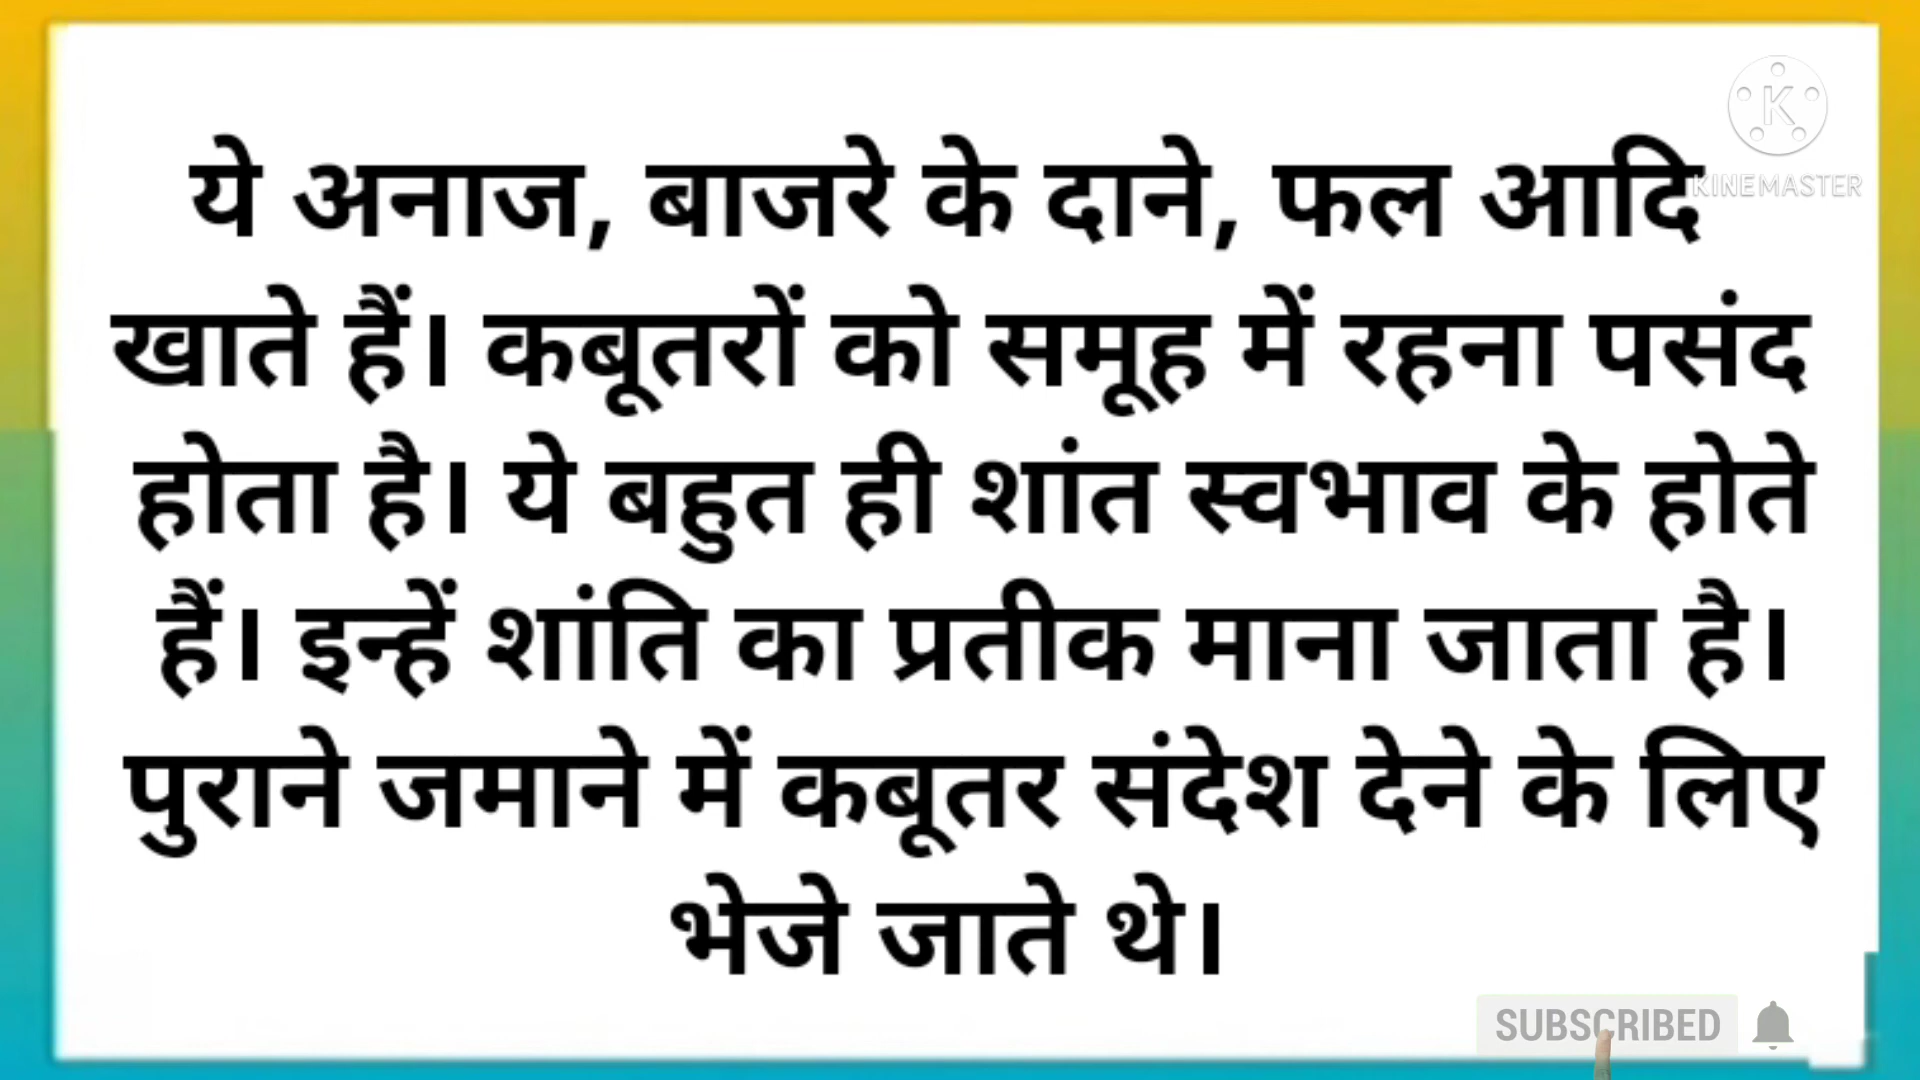 ये अनाज, बाजरे के दाने, फल आदि
KINEMASTER
खाते हैं। कबूतरों को समूह में रहना पसंद
होता है। ये बहुत ही शांत स्वभाव के होते
हैं। इन्हें शांति का प्रतीक माना जाता है।
पुराने जमाने में कबूतर संदेश देने के लिए
भेजे जाते थे।
SUBSCRIBED